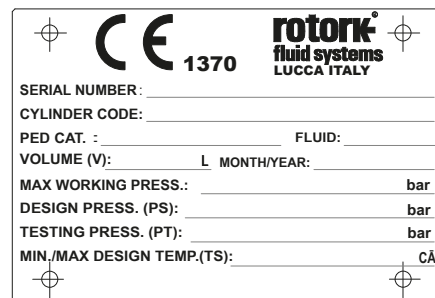 CE 1370
rotork®
fluid systems
LUCCA ITALY
SERIAL NUMBER:
CYLINDER CODE:
PED CAT. : FLUID:
VOLUME (V): L MONTH/YEAR:
MAX WORKING PRESS.: bar
DESIGN PRESS. (PS): bar
TESTING PRESS. (PT): bar
MIN./MAX DESIGN TEMP.(TS): CĀ